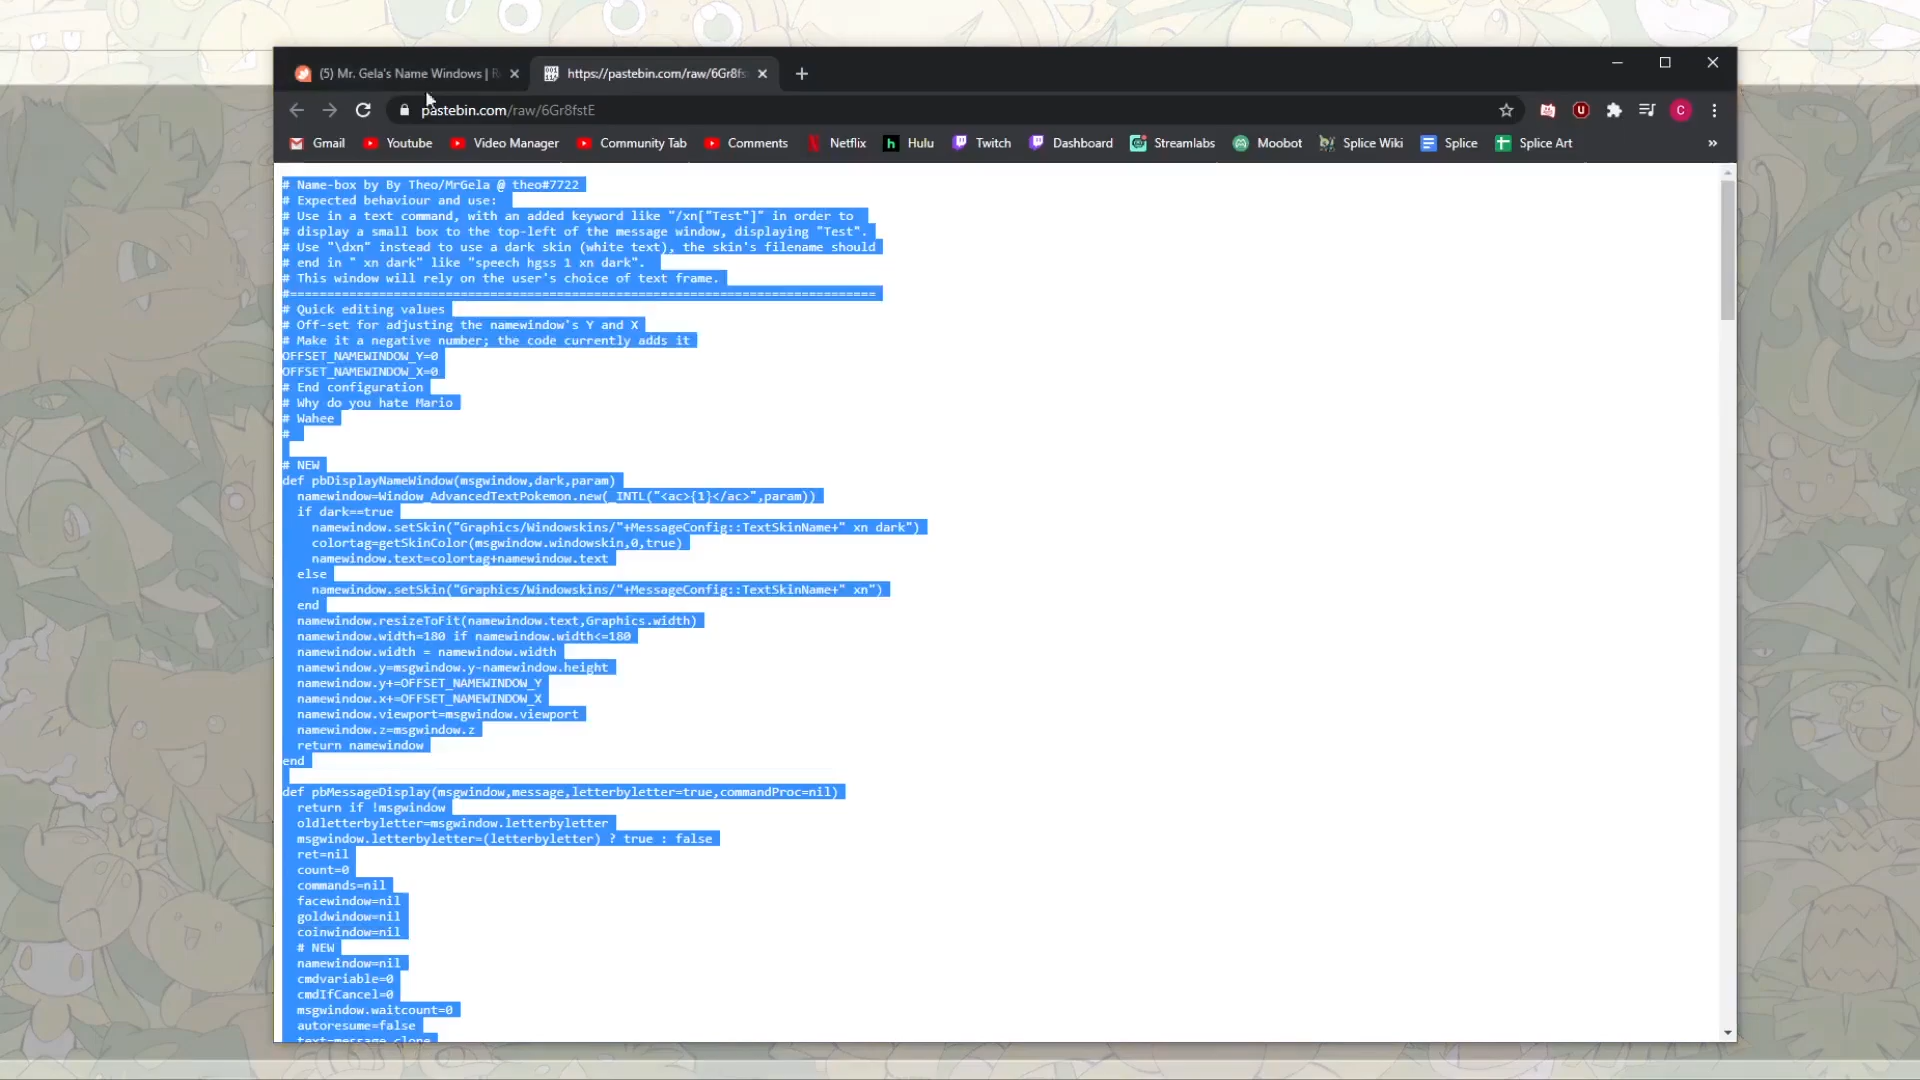 (5) Mr. Gela's Name Windows | R
https://pastebin.com/raw/6Gr8fs
pastebin.com/raw/6Gr8fstE
Gmail Youtube Video Manager Community Tab Comments Netflix Hulu Twitch Dashboard Streamlabs Moobot Splice Wiki Splice Splice Art »
# Name-box by By Theo/MrGela @ theo#7722
# Expected behaviour and use:
# Use in a text command, with an added keyword like "/xn["Test"]" in order to
# display a small box to the top-left of the message window, displaying "Test".
# Use "\dxn" instead to use a dark skin (white text), the skin's filename should
# end in " xn dark" like "speech hgss 1 xn dark".
# This window will rely on the user's choice of text frame.
#===============================================================================
# Quick editing values
# Off-set for adjusting the namewindow's Y and X
# Make it a negative number; the code currently adds it
OFFSET_NAMEWINDOW_Y=0
OFFSET_NAMEWINDOW_X=0
# End configuration
# Why do you hate Mario
# Wahee
#
# NEW
def pbDisplayNameWindow(msgwindow,dark,param)
namewindow=Window_AdvancedTextPokemon.new(_INTL("<ac>{1}</ac>",param))
if dark==true
namewindow.setSkin("Graphics/Windowskins/"+MessageConfig::TextSkinName+" xn dark")
colortag=getSkinColor(msgwindow.windowskin,0,true)
namewindow.text=colortag+namewindow.text
else
namewindow.setSkin("Graphics/Windowskins/"+MessageConfig::TextSkinName+" xn")
end
namewindow.resizeToFit(namewindow.text,Graphics.width)
namewindow.width=180 if namewindow.width<=180
namewindow.width = namewindow.width
namewindow.y=msgwindow.y-namewindow.height
namewindow.y+=OFFSET_NAMEWINDOW_Y
namewindow.x+=OFFSET_NAMEWINDOW_X
namewindow.viewport=msgwindow.viewport
namewindow.z=msgwindow.z
return namewindow
end
def pbMessageDisplay(msgwindow,message,letterbyletter=true,commandProc=nil)
return if !msgwindow
oldletterbyletter=msgwindow.letterbyletter
msgwindow.letterbyletter=(letterbyletter) ? true : false
ret=nil
count=0
commands=nil
facewindow=nil
goldwindow=nil
coinwindow=nil
# NEW
namewindow=nil
cmdvariable=0
cmdIfCancel=0
msgwindow.waitcount=0
autoresume=false
text=message.clone